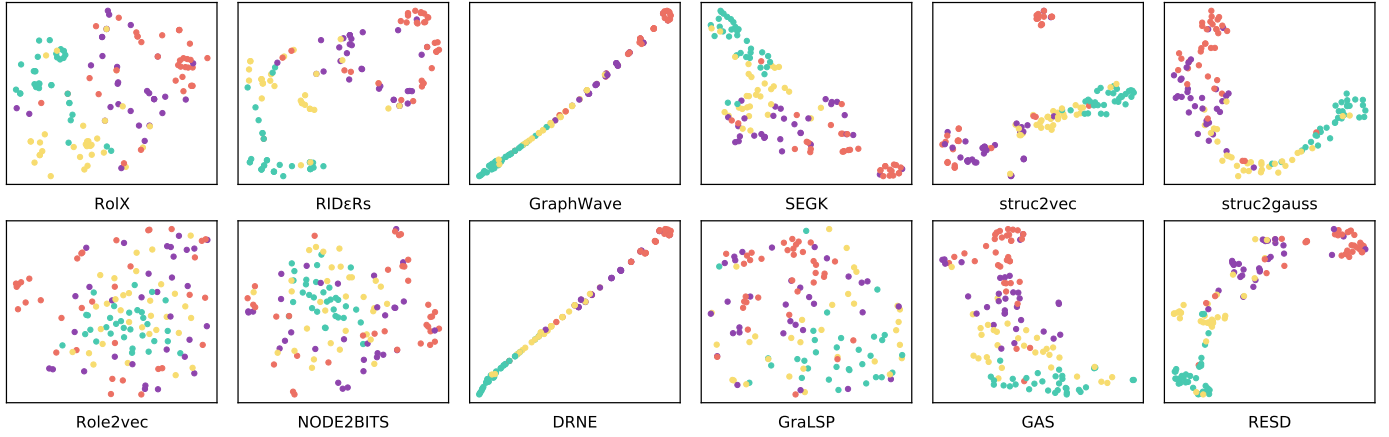 RolX
RIDεRs
GraphWave
SEGK
struc2vec
struc2gauss
Role2vec
NODE2BITS
DRNE
GraLSP
GAS
RESD